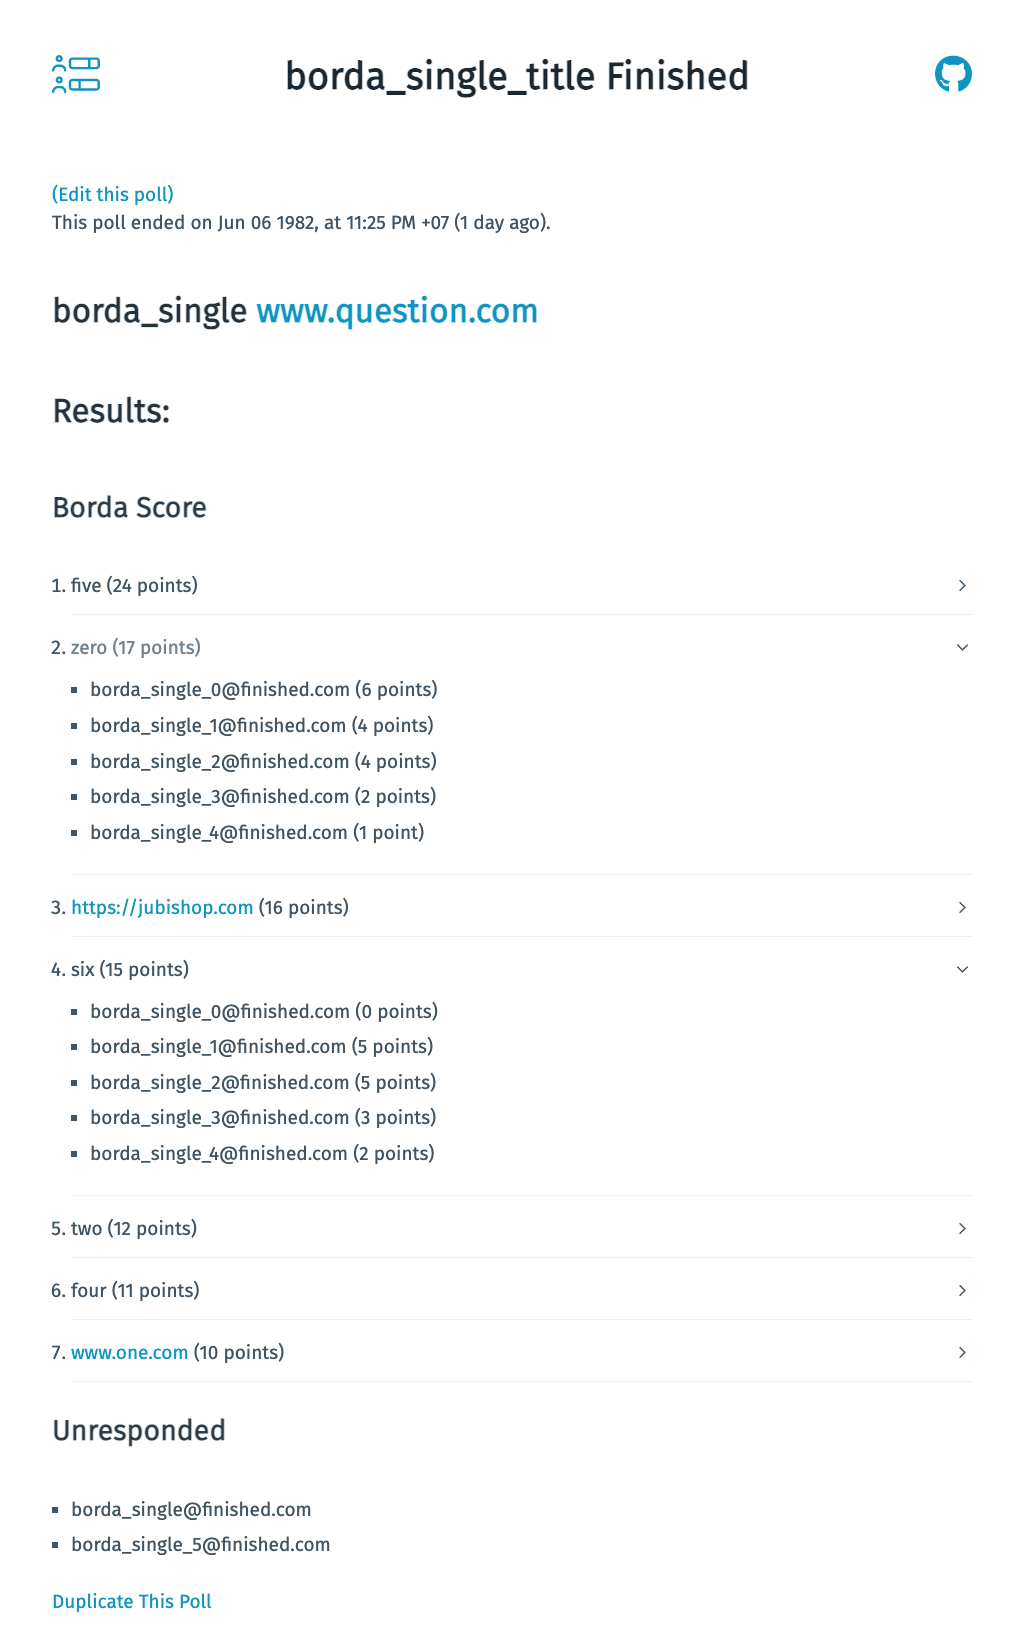 borda_single_title Finished
(Edit this poll)
This poll ended on Jun 06 1982, at 11:25 PM +07 (1 day ago).
borda_single www.question.com
Results:
Borda Score
1. five (24 points)
2. zero (17 points)
▪ borda_single_0@finished.com (6 points)
▪ borda_single_1@finished.com (4 points)
▪ borda_single_2@finished.com (4 points)
▪ borda_single_3@finished.com (2 points)
▪ borda_single_4@finished.com (1 point)
3. https://jubishop.com (16 points)
4. six (15 points)
▪ borda_single_0@finished.com (0 points)
▪ borda_single_1@finished.com (5 points)
▪ borda_single_2@finished.com (5 points)
▪ borda_single_3@finished.com (3 points)
▪ borda_single_4@finished.com (2 points)
5. two (12 points)
6. four (11 points)
7. www.one.com (10 points)
Unresponded
▪ borda_single@finished.com
▪ borda_single_5@finished.com
Duplicate This Poll